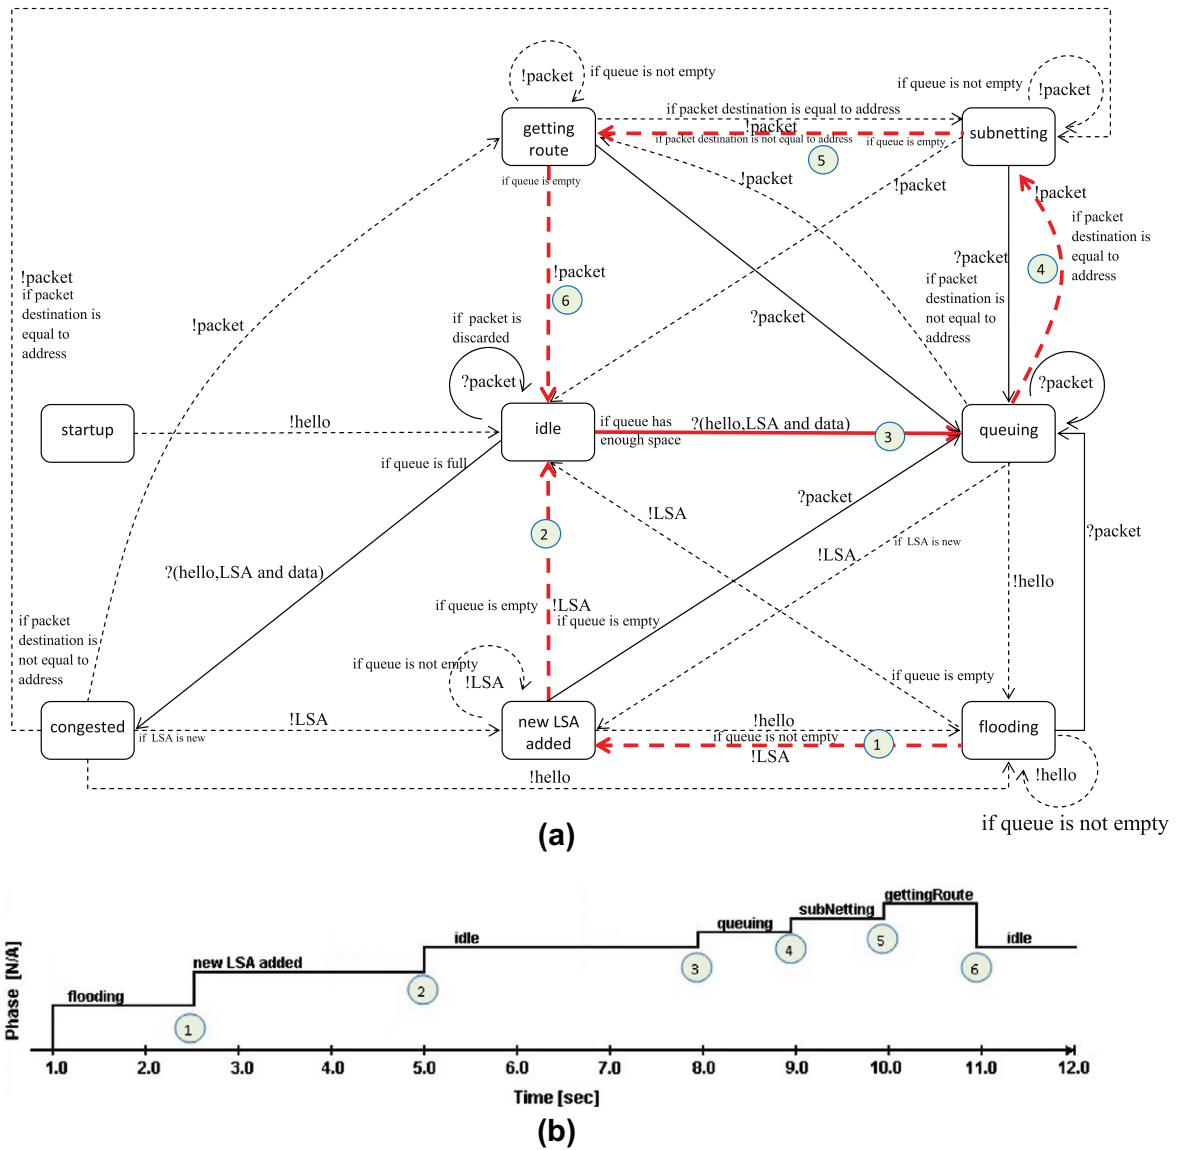 !packet
if queue is not empty
if queue is not empty
!packet
getting
route
if packet destination is equal to address
!packet
if packet destination is not equal to address
if queue is empty
subnetting
5
if queue is empty
!packet
!packet
!packet
if packet
destination is
equal to
address
!packet
if packet
destination is
equal to
address
!packet
6
?packet
if packet
destination is
not equal to
address
4
!packet
?packet
if packet is
discarded
?packet
?packet
startup
!hello
idle
if queue has
enough space
?(hello,LSA and data)
3
queuing
if queue is full
?packet
!LSA
2
?packet
!LSA
if LSA is new
?(hello,LSA and data)
!hello
if queue is empty
!LSA
if queue is empty
if packet
destination is
not equal to
address
if queue is not empty
!LSA
if queue is empty
congested
!LSA
if LSA is new
new LSA
added
!hello
if queue is not empty
1
!LSA
flooding
!hello
!hello
if queue is not empty
(a)
Phase [N/A]
flooding
1
new LSA added
2
idle
3
queuing
4
subNetting
5
gettingRoute
6
idle
1.0 2.0 3.0 4.0 5.0 6.0 7.0 8.0 9.0 10.0 11.0 12.0
Time [sec]
(b)